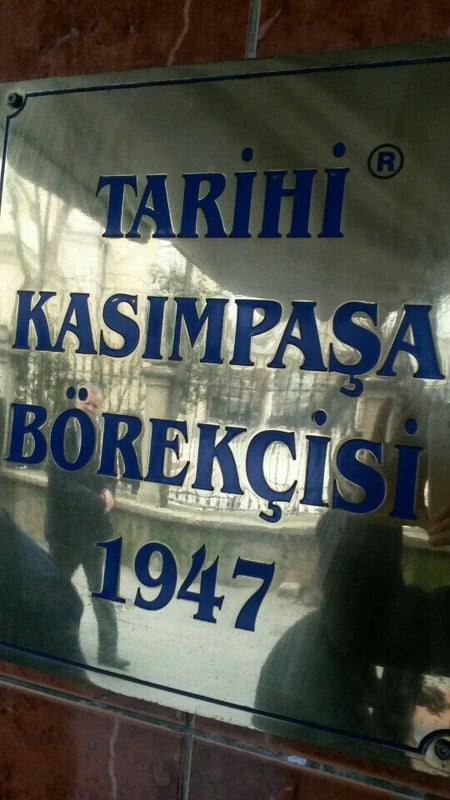 TARİHİ ®
KASIMPAŞA
BÖREKÇİSİ
1947